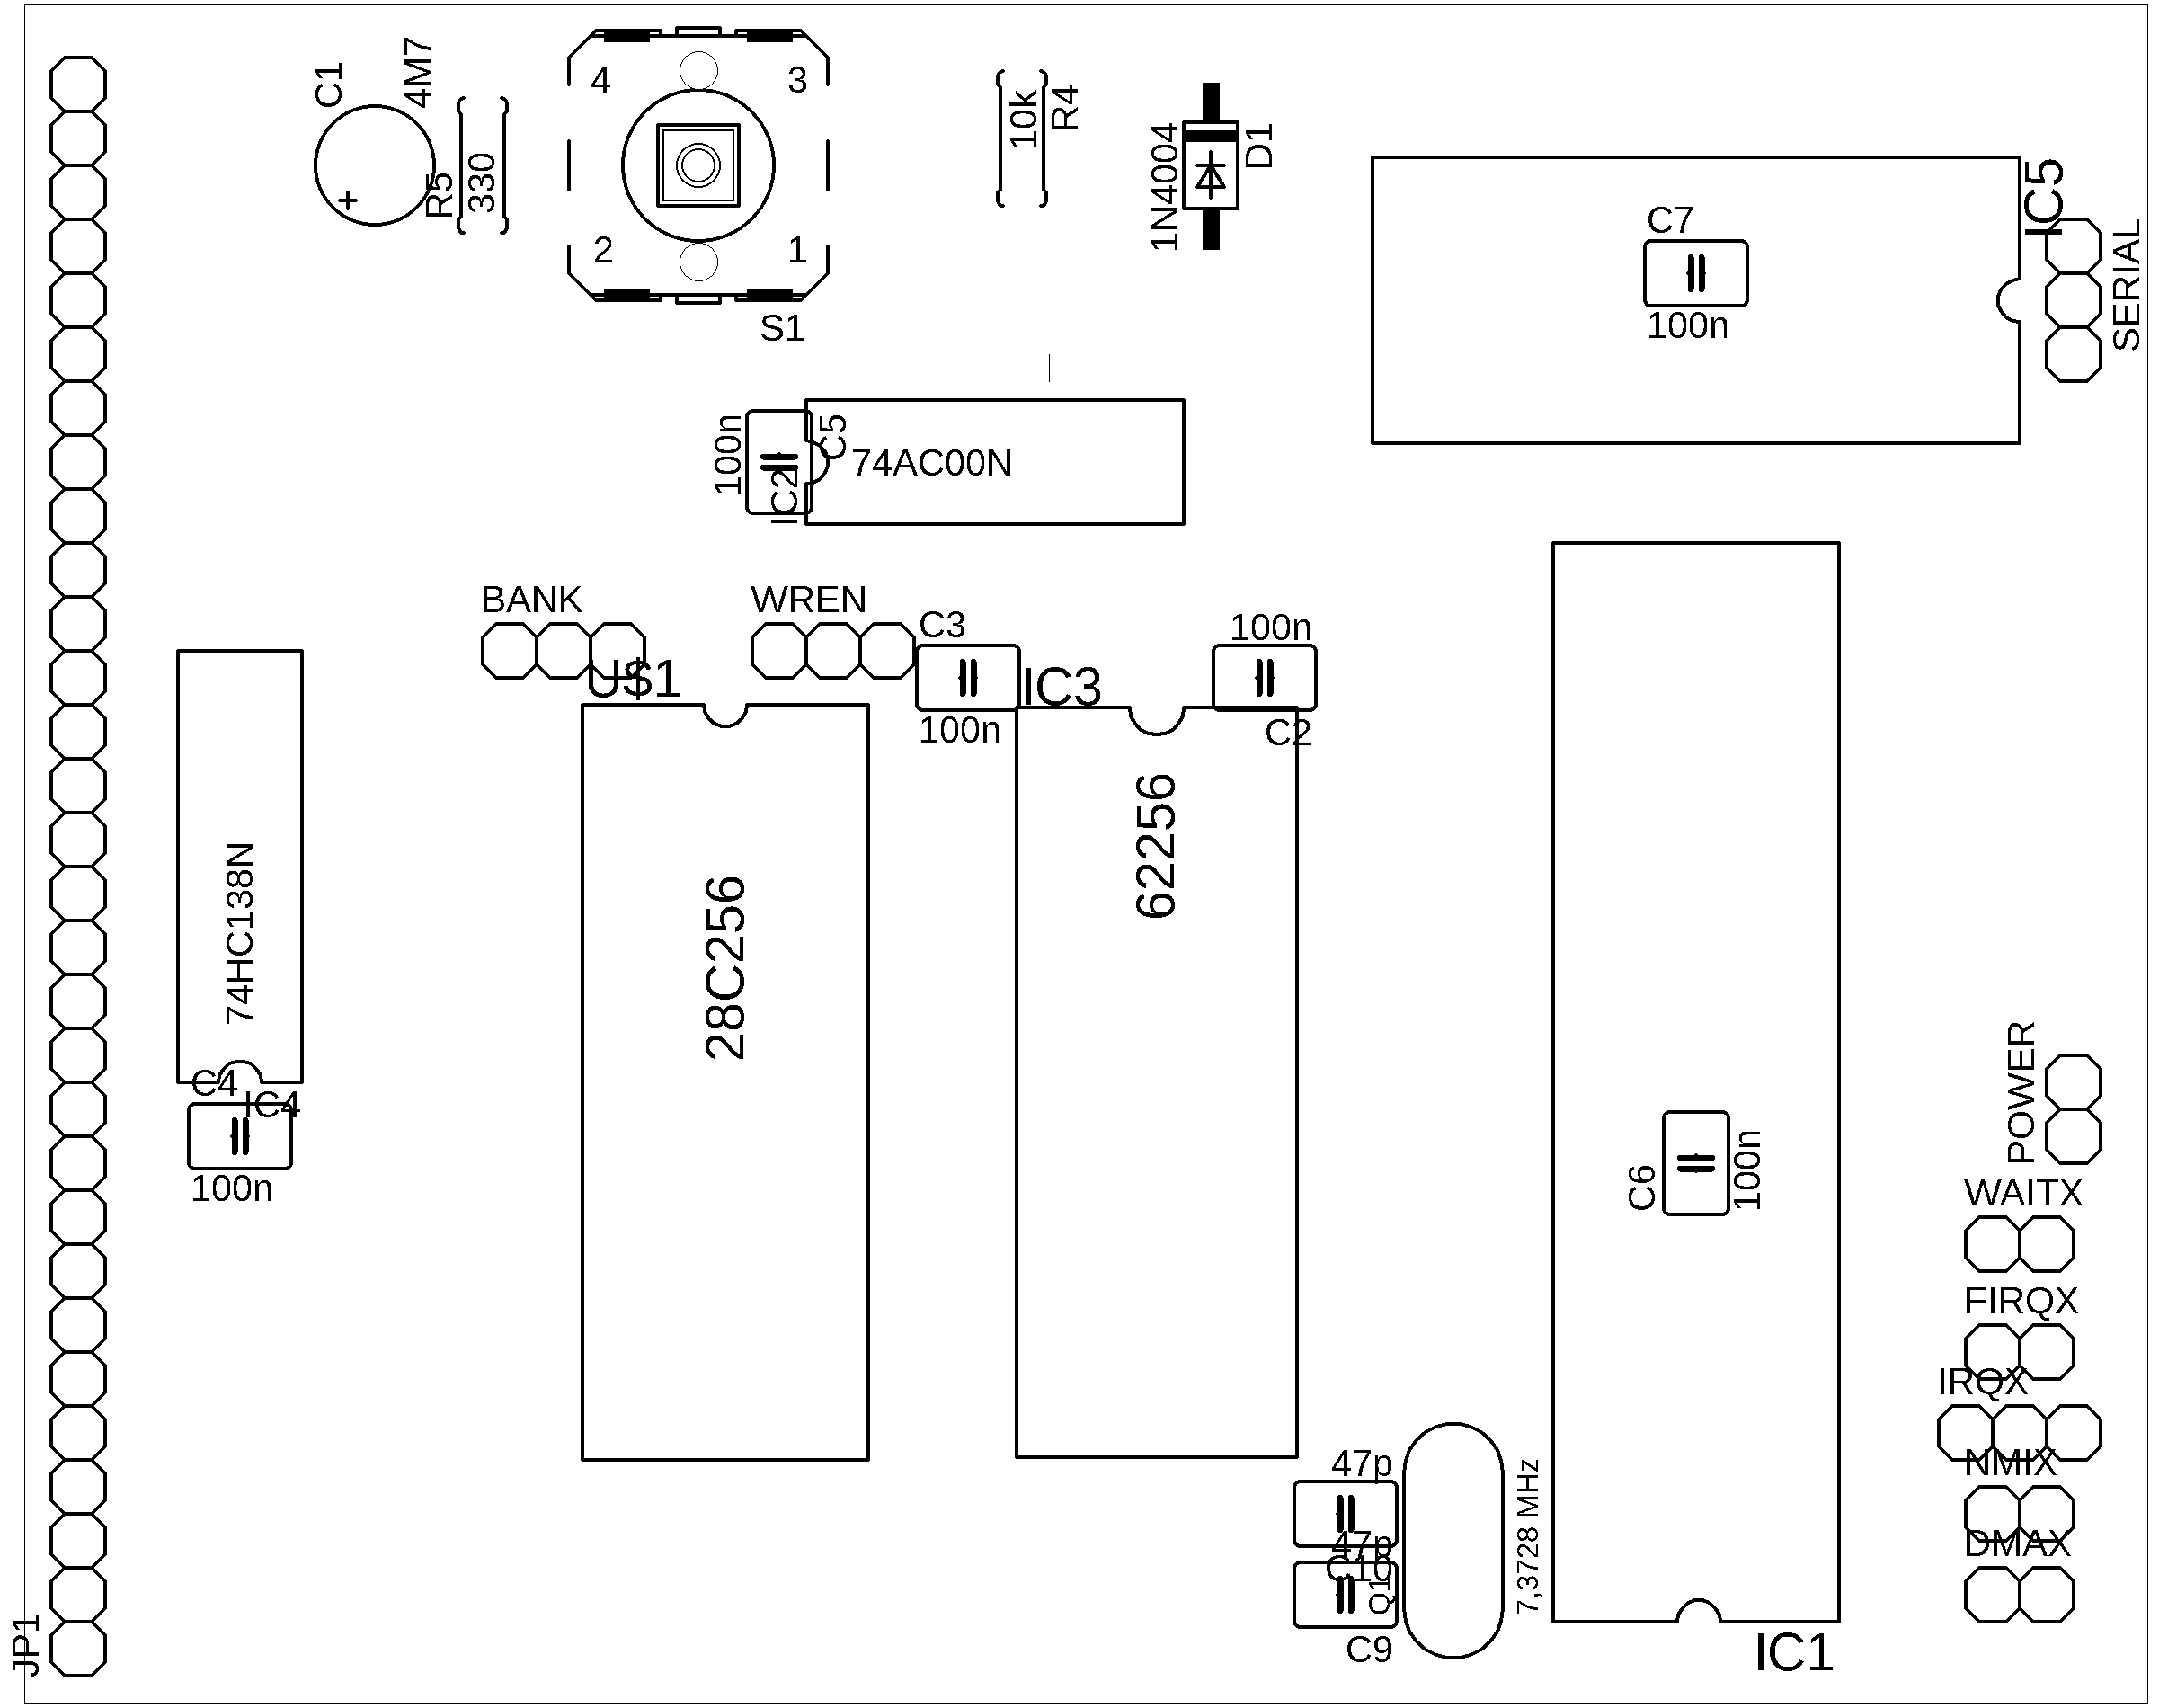 C1
4M7
R5
330
4
3
2
1
S1
10k
R4
1N4004
D1
C7
100n
IC5
SERIAL
100n
IC2
C5
74AC00N
BANK
WREN
U$1
C3
100n
IC3
100n
C2
28C256
62256
74HC138N
C4
IC4
100n
C6
100n
POWER
WAITX
FIRQX
IRQX
NMIX
DMAX
47p
47p
C10
Q1
C9
7,3728 MHz
IC1
JP1